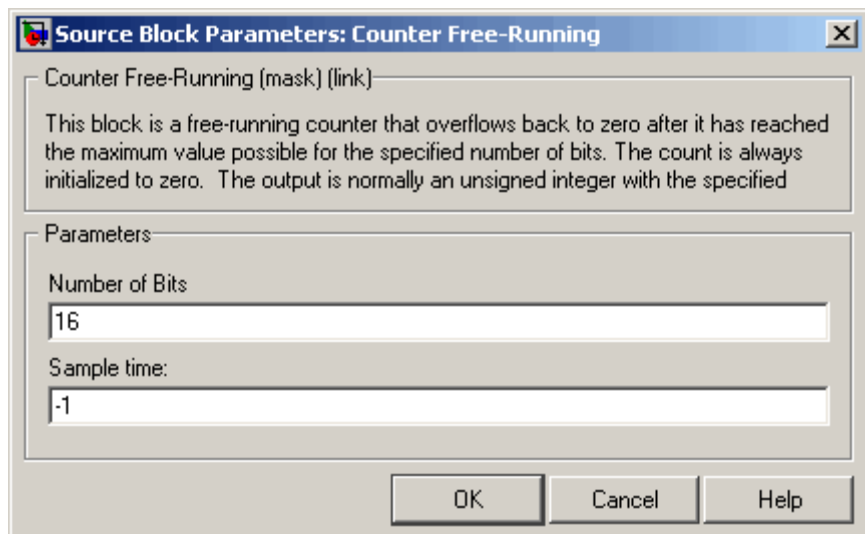 Source Block Parameters: Counter Free-Running
Counter Free-Running (mask) (link)
This block is a free-running counter that overflows back to zero after it has reached
the maximum value possible for the specified number of bits. The count is always
initialized to zero.  The output is normally an unsigned integer with the specified
Parameters
Number of Bits
16
Sample time:
-1
OK
Cancel
Help